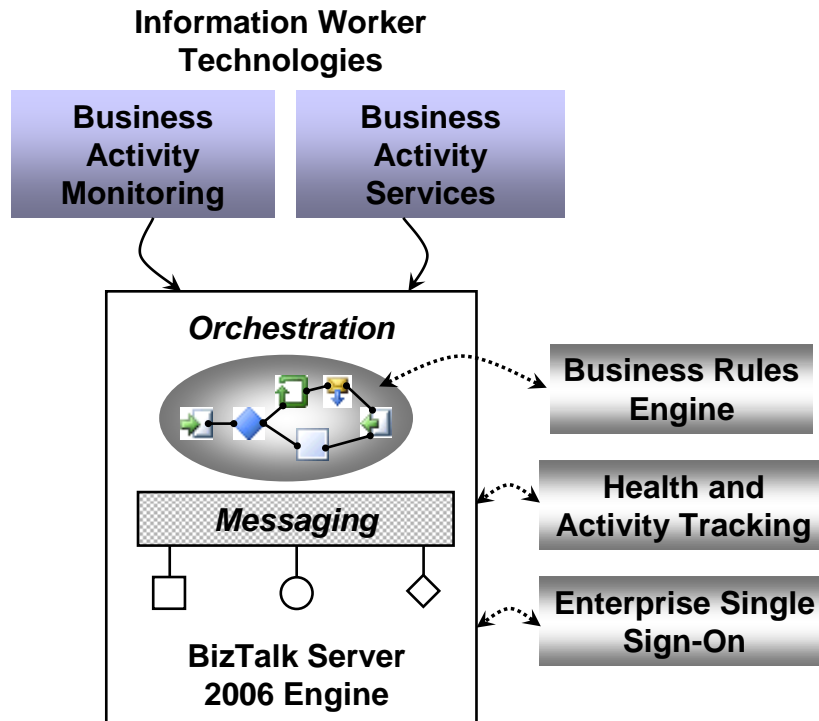 Information Worker
Technologies
Business
Activity
Monitoring
Business
Activity
Services
Orchestration
Business Rules
Engine
Messaging
Health and
Activity Tracking
Enterprise Single
Sign-On
BizTalk Server
2006 Engine